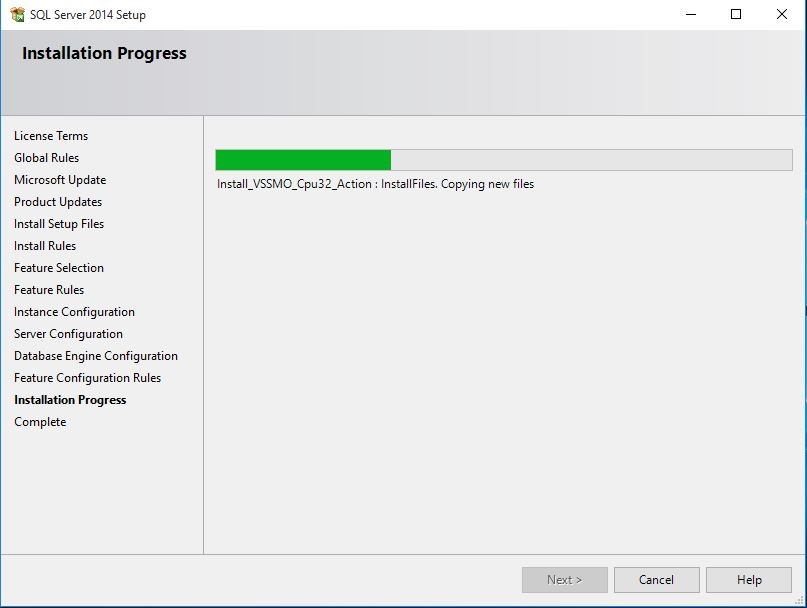 SQL Server 2014 Setup
Installation Progress
License Terms
Global Rules
Microsoft Update
Product Updates
Install Setup Files
Install Rules
Feature Selection
Feature Rules
Instance Configuration
Server Configuration
Database Engine Configuration
Feature Configuration Rules
Installation Progress
Complete
Install_VSSMO_Cpu32_Action : InstallFiles. Copying new files
Next >
Cancel
Help